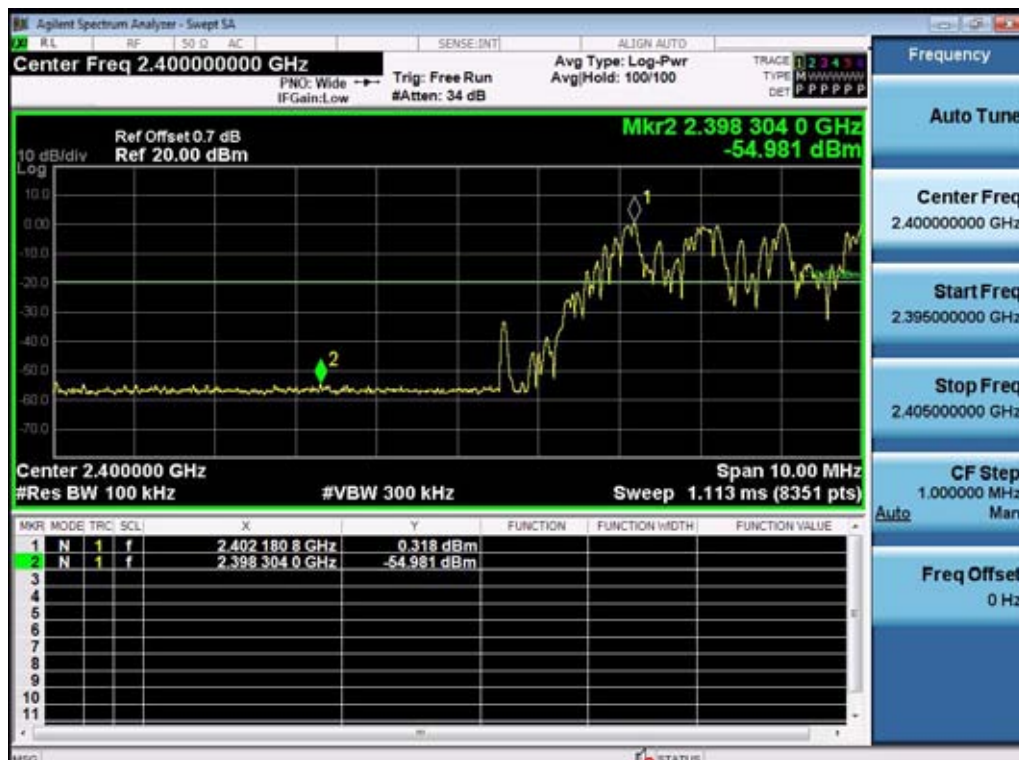 Agilent Spectrum Analyzer - Swept SA
RL RF 50 Ω AC SENSE:INT ALIGN AUTO
Center Freq 2.400000000 GHz
PNO: Wide
IFGain:Low
Trig: Free Run
#Atten: 34 dB
Avg Type: Log-Pwr
Avg|Hold: 100/100
TRACE 1 2 3 4 5 6
TYPE M
DET P P P P P P
Mkr2 2.398 304 0 GHz
-54.981 dBm
Ref Offset 0.7 dB
10 dB/div Ref 20.00 dBm
Log
10.0
0.00
-10.0
-20.0
-30.0
-40.0
-50.0
-60.0
-70.0
1
2
Center 2.400000 GHz Span 10.00 MHz
#Res BW 100 kHz #VBW 300 kHz Sweep 1.113 ms (8351 pts)
MKR MODE TRC SCL X Y FUNCTION FUNCTION WIDTH FUNCTION VALUE
1 N 1 f 2.402 180 8 GHz 0.318 dBm
2 N 1 f 2.398 304 0 GHz -54.981 dBm
3
4
5
6
7
8
9
10
11
MSG STATUS
Frequency
Auto Tune
Center Freq
2.400000000 GHz
Start Freq
2.395000000 GHz
Stop Freq
2.405000000 GHz
CF Step
1.000000 MHz
Auto Man
Freq Offset
0 Hz